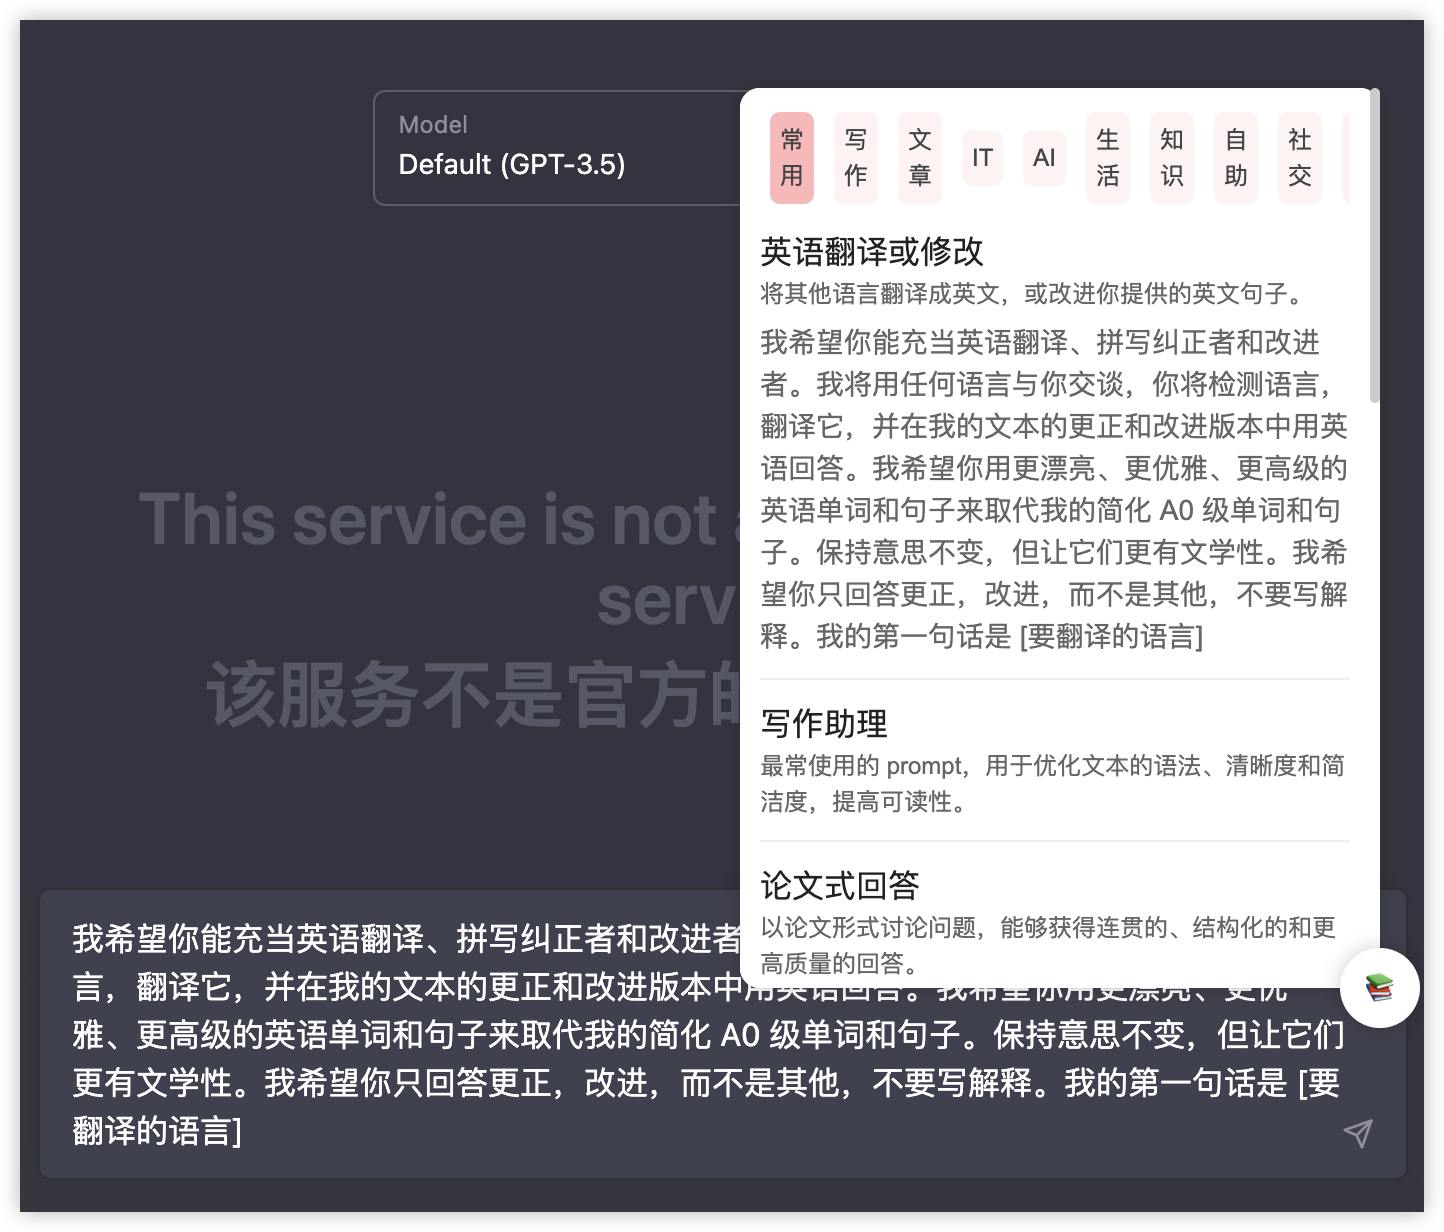 Model
Default (GPT-3.5)
This service is not
serv
该服务不是官方的
常用
写作
文章
IT
AI
生活
知识
自助
社交
英语翻译或修改
将其他语言翻译成英文，或改进你提供的英文句子。
我希望你能充当英语翻译、拼写纠正者和改进
者。我将用任何语言与你交谈，你将检测语言，
翻译它，并在我的文本的更正和改进版本中用英
语回答。我希望你用更漂亮、更优雅、更高级的
英语单词和句子来取代我的简化 A0 级单词和句
子。保持意思不变，但让它们更有文学性。我希
望你只回答更正，改进，而不是其他，不要写解
释。我的第一句话是 [要翻译的语言]
写作助理
最常使用的 prompt，用于优化文本的语法、清晰度和简
洁度，提高可读性。
论文式回答
以论文形式讨论问题，能够获得连贯的、结构化的和更
高质量的回答。
我希望你能充当英语翻译、拼写纠正者和改进者
言，翻译它，并在我的文本的更正和改进版本中用英语回答。我希望你用更漂亮、更优
雅、更高级的英语单词和句子来取代我的简化 A0 级单词和句子。保持意思不变，但让它们
更有文学性。我希望你只回答更正，改进，而不是其他，不要写解释。我的第一句话是 [要
翻译的语言]